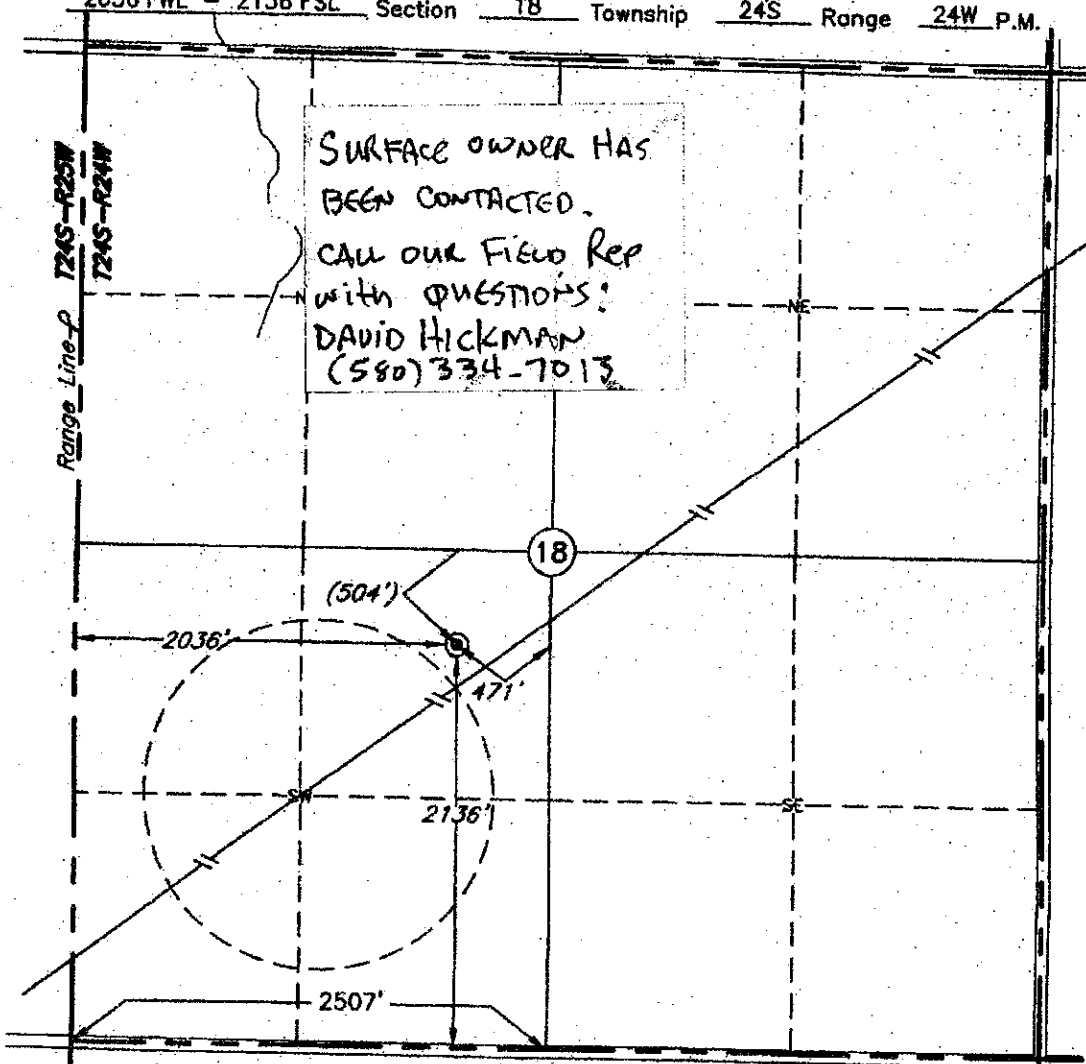 2036'FWL - 2136'FSL Section 18 Township 24S Range 24W P.M.
T24S-R25W
T24S-R24W
Range Line
SURFACE OWNER HAS
BEEN CONTACTED.
CALL OUR FIELD Rep
with QUESTIONS:
DAVID HICKMAN
(580) 334-7013
NE
18
(504')
2036'
471'
SW
2136'
SE
2507'